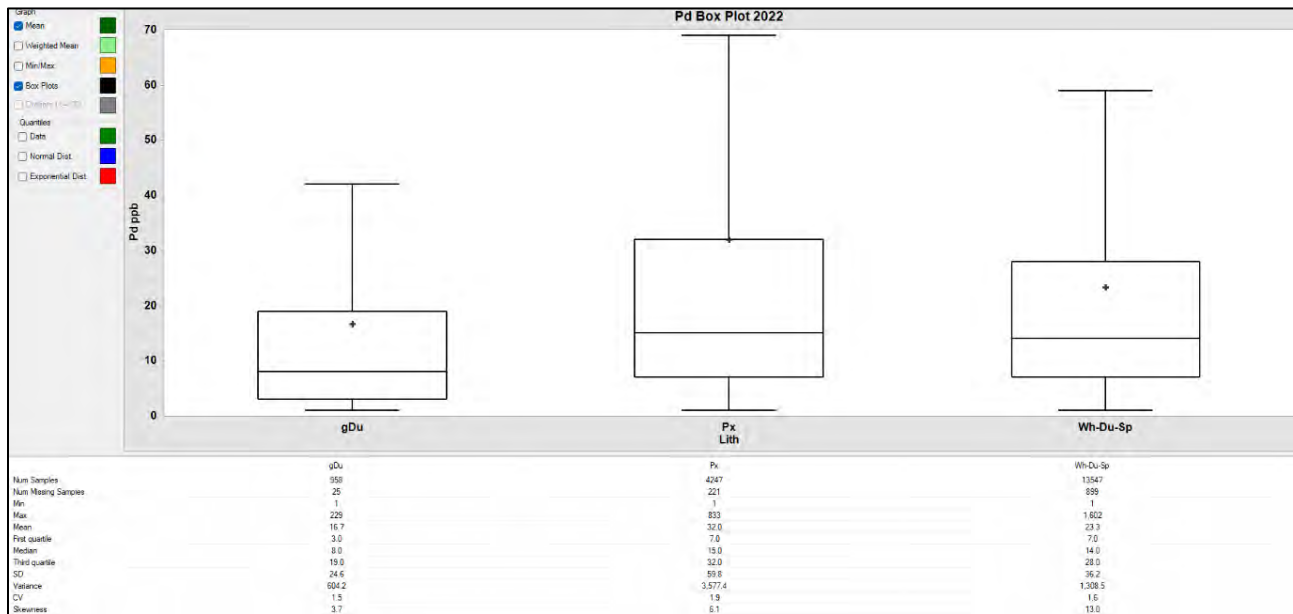 Graph
Pd Box Plot 2022
Mean
Weighted Mean
Min/Max
Box Plots
Quantiles
Data
Normal Dist.
Exponential Dist.
Pd ppb
70
60
50
40
30
20
10
0
gDu Px Wh-Du-Sp
Lith
gDu Px Wh-Du-Sp
Num Samples 958 4247 13547
Num Missing Samples 25 221 899
Min 1 1 1
Max 229 833 1,602
Mean 16.7 32.0 23.3
First quartile 3.0 7.0 7.0
Median 8.0 15.0 14.0
Third quartile 19.0 32.0 28.0
SD 24.6 59.8 36.2
Variance 604.2 3,577.4 1,308.5
CV 1.5 1.9 1.6
Skewness 3.7 6.1 13.0